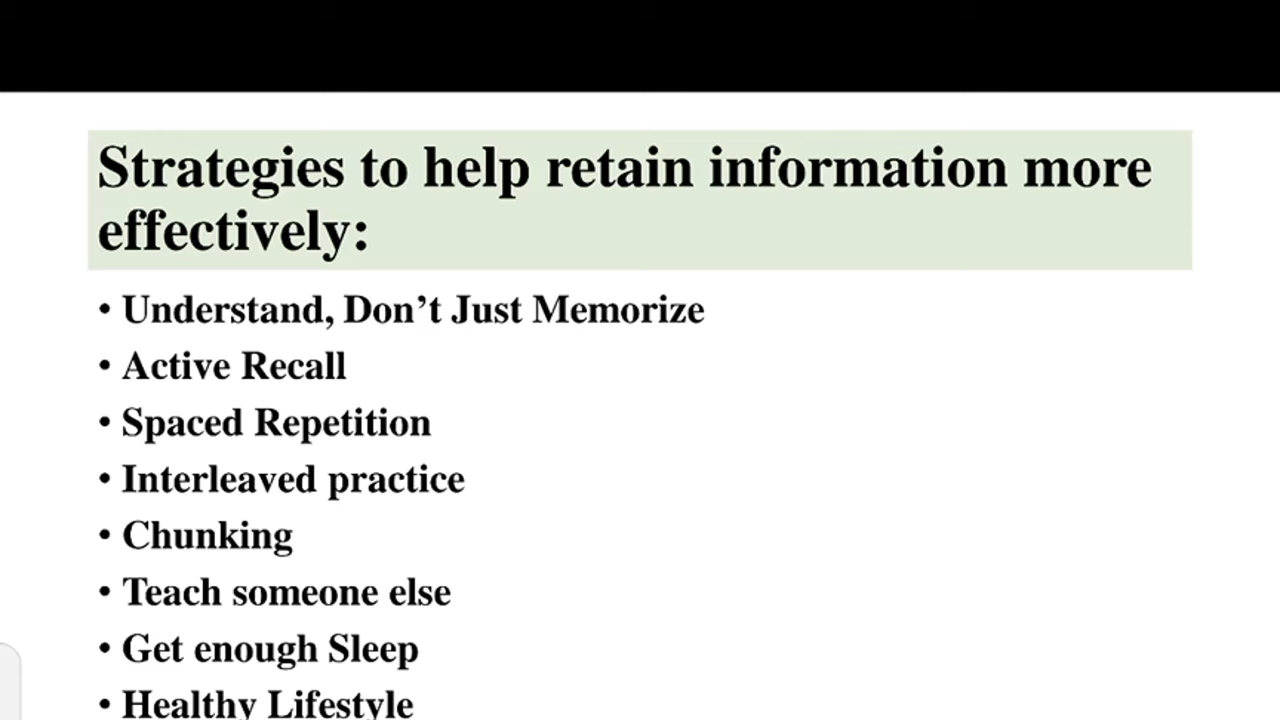 Strategies to help retain information more
effectively:
• Understand, Don’t Just Memorize
• Active Recall
• Spaced Repetition
• Interleaved practice
• Chunking
• Teach someone else
• Get enough Sleep
• Healthy Lifestyle